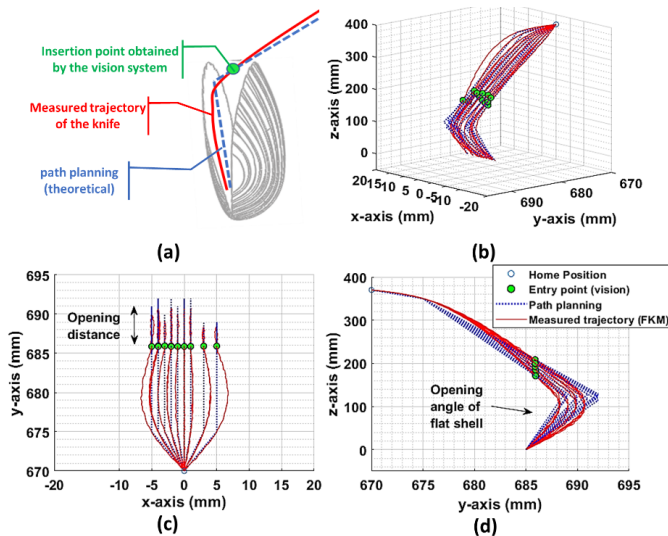 Insertion point obtained
by the vision system
Measured trajectory
of the knife
path planning
(theoretical)
(a)
400
300
200
100
0
z-axis (mm)
20
15
10
5
0
-5
-10
-20
x-axis (mm)
690
680
670
y-axis (mm)
(b)
695
690
685
680
675
670
y-axis (mm)
Opening
distance
-20
-10
-5
0
5
10
15
20
x-axis (mm)
(c)
Home Position
Entry point (vision)
Path planning
Measured trajectory (FKM)
400
300
200
100
0
z-axis (mm)
Opening
angle of
flat shell
670
675
680
685
690
695
y-axis (mm)
(d)